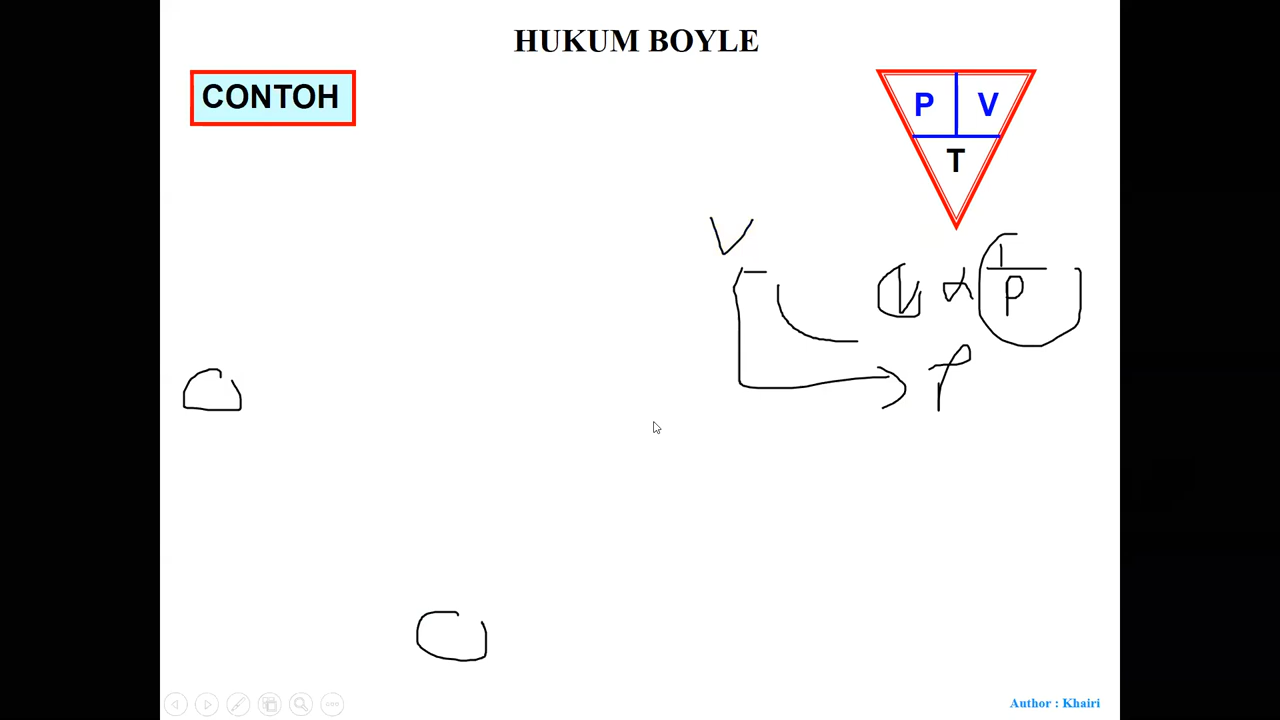 HUKUM BOYLE
CONTOH
P V
T
V
V ∝ 1/P
P
Author : Khairi